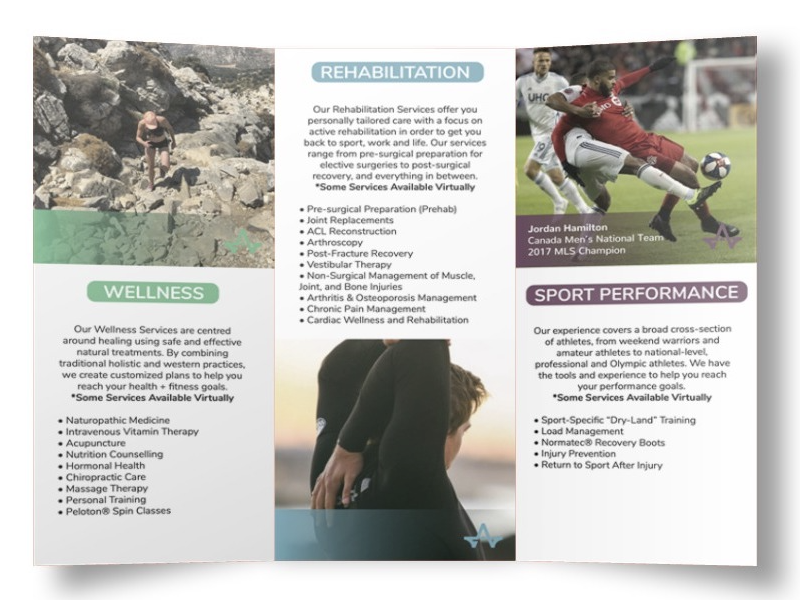 WELLNESS
Our Wellness Services are centred
around healing using safe and effective
natural treatments. By combining
traditional holistic and western practices,
we create customized plans to help you
reach your health + fitness goals.
*Some Services Available Virtually
• Naturopathic Medicine
• Intravenous Vitamin Therapy
• Acupuncture
• Nutrition Counselling
• Hormonal Health
• Chiropractic Care
• Massage Therapy
• Personal Training
• Peloton® Spin Classes
REHABILITATION
Our Rehabilitation Services offer you
personally tailored care with a focus on
active rehabilitation in order to get you
back to sport, work and life. Our services
range from pre-surgical preparation for
elective surgeries to post-surgical
recovery, and everything in between.
*Some Services Available Virtually
• Pre-surgical Preparation (Prehab)
• Joint Replacements
• ACL Reconstruction
• Arthroscopy
• Post-Fracture Recovery
• Vestibular Therapy
• Non-Surgical Management of Muscle,
Joint, and Bone Injuries
• Arthritis & Osteoporosis Management
• Chronic Pain Management
• Cardiac Wellness and Rehabilitation
UHC
Jordan Hamilton
Canada Men's National Team
2017 MLS Champion
SPORT PERFORMANCE
Our experience covers a broad cross-section
of athletes, from weekend warriors and
amateur athletes to national-level,
professional and Olympic athletes. We have
the tools and experience to help you reach
your performance goals.
*Some Services Available Virtually
• Sport-Specific “Dry-Land” Training
• Load Management
• Normatec® Recovery Boots
• Injury Prevention
• Return to Sport After Injury